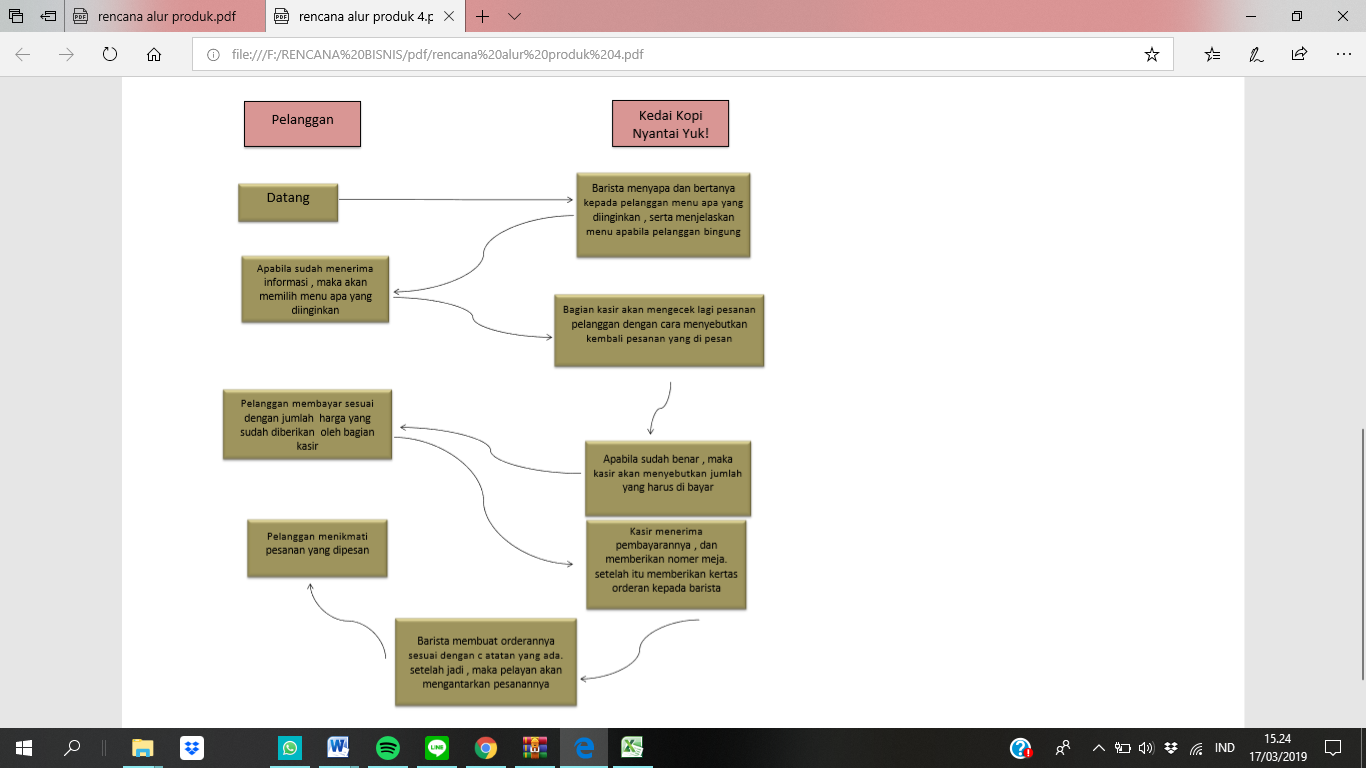 rencana alur produk.pdf
rencana alur produk 4.p
file:///F:/RENCANA%20BISNIS/pdf/rencana%20alur%20produk%204.pdf
Pelanggan
Kedai Kopi
Nyantai Yuk!
Datang
Barista menyapa dan bertanya
kepada pelanggan menu apa yang
diinginkan , serta menjelaskan
menu apabila pelanggan bingung
Apabila sudah menerima
informasi , maka akan
memilih menu apa yang
diinginkan
Bagian kasir akan mengecek lagi pesanan
pelanggan dengan cara menyebutkan
kembali pesanan yang di pesan
Pelanggan membayar sesuai
dengan jumlah harga yang
sudah diberikan oleh bagian
kasir
Apabila sudah benar , maka
kasir akan menyebutkan jumlah
yang harus di bayar
Pelanggan menikmati
pesanan yang dipesan
Kasir menerima
pembayarannya , dan
memberikan nomer meja.
setelah itu memberikan kertas
orderan kepada barista
Barista membuat orderannya
sesuai dengan c atatan yang ada.
setelah jadi , maka pelayan akan
mengantarkan pesanannya
IND
15.24
17/03/2019